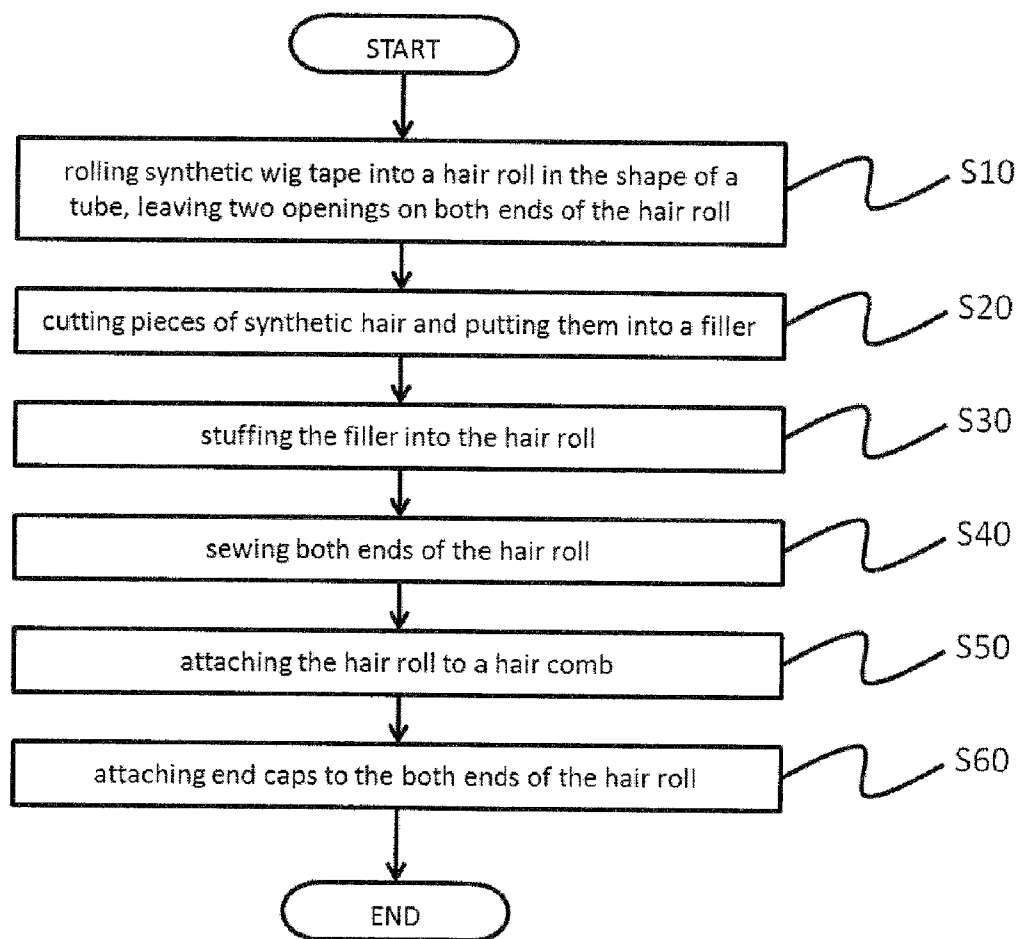 START
rolling synthetic wig tape into a hair roll in the shape of a
tube, leaving two openings on both ends of the hair roll
S10
cutting pieces of synthetic hair and putting them into a filler
S20
stuffing the filler into the hair roll
S30
sewing both ends of the hair roll
S40
attaching the hair roll to a hair comb
S50
attaching end caps to the both ends of the hair roll
S60
END